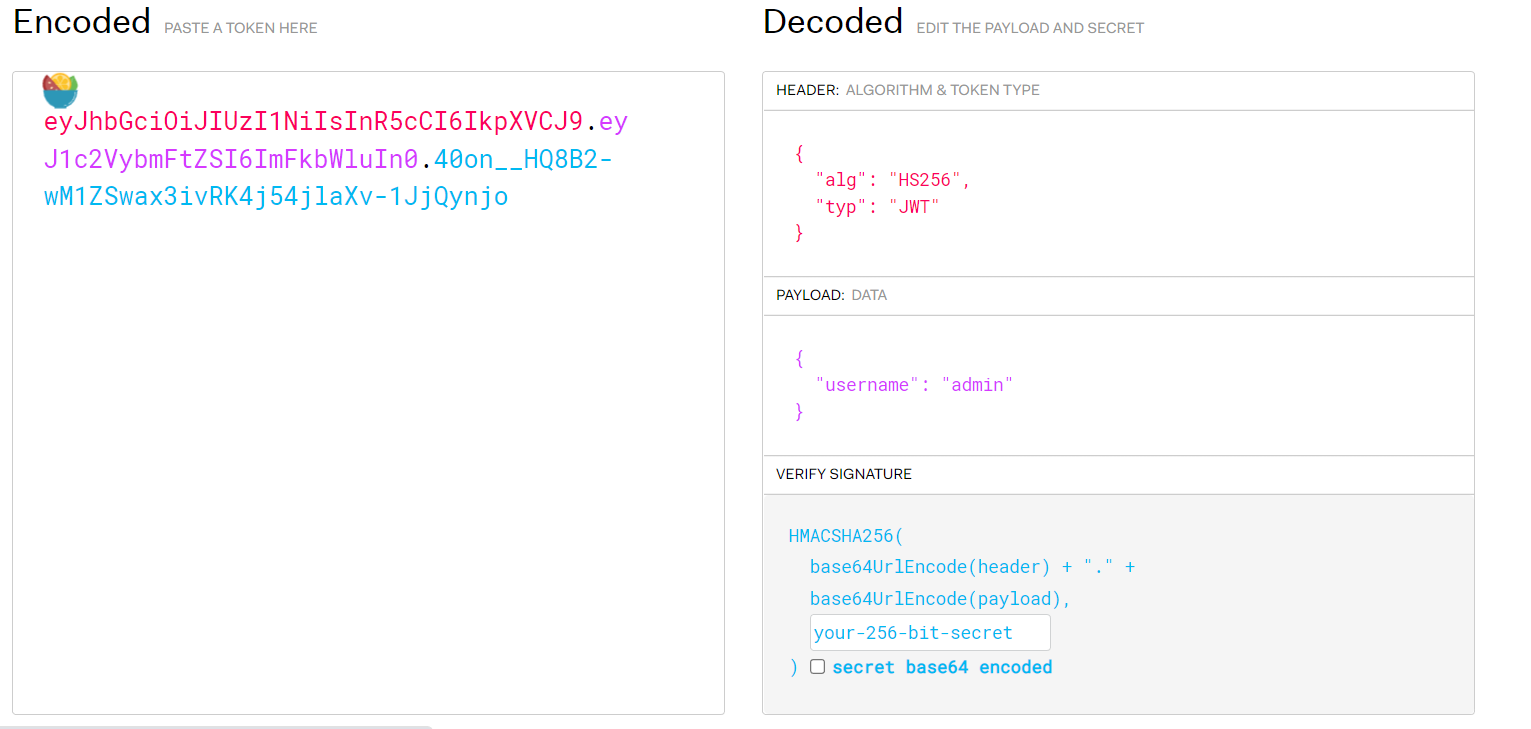 Encoded PASTE A TOKEN HERE
eyJhbGciOiJIUzI1NiIsInR5cCI6IkpXVCJ9.ey
J1c2VybmFtZSI6ImFkbWluIn0.40on__HQ8B2-
wM1ZSwax3ivRK4j54jlaXv-1JjQynjo
Decoded EDIT THE PAYLOAD AND SECRET
HEADER: ALGORITHM & TOKEN TYPE
{
"alg": "HS256",
"typ": "JWT"
}
PAYLOAD: DATA
{
"username": "admin"
}
VERIFY SIGNATURE
HMACSHA256(
base64UrlEncode(header) + "." +
base64UrlEncode(payload),
your-256-bit-secret
) secret base64 encoded